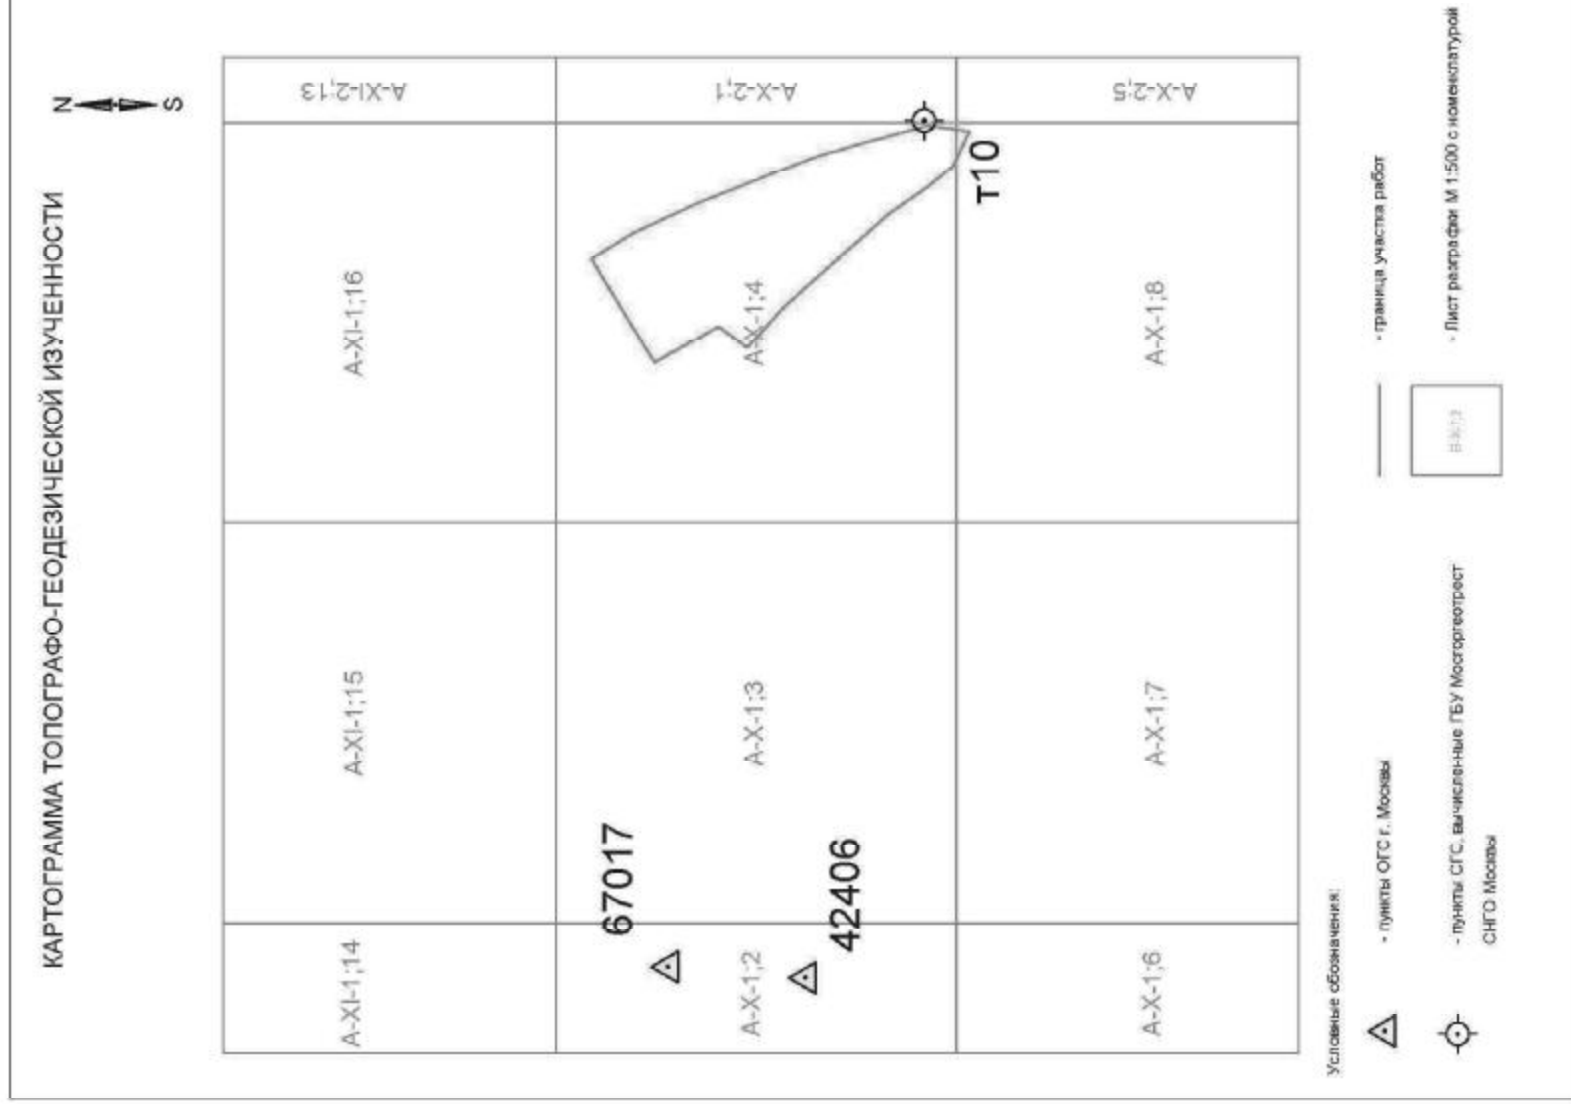 КАРТОГРАММА ТОПОГРАФО-ГЕОДЕЗИЧЕСКОЙ ИЗУЧЕННОСТИ
N
S
А-XI-1;14
А-XI-1;15
А-XI-1;16
А-XI-2;13
67017
42406
А-X-1;2
А-X-1;3
А-X-1;4
А-X-2;1
т10
А-X-1;6
А-X-1;7
А-X-1;8
А-X-2;5
Условные обозначения:
- пункты ОГС г. Москвы
- граница участка работ
- пункты СГС, вычисленные ГБУ Мосгоргеотрест
СНГО Москвы
- Лист разграфки М 1:500 с номенклатурой